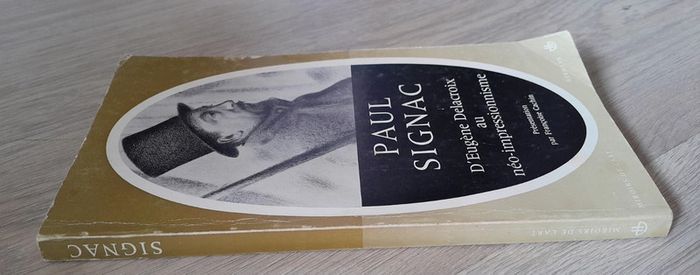 PAUL
SIGNAC
D'Eugène Delacroix
au
néo-impressionnisme
Présentation
par Françoise Cachin
MIROIRS DE L'ART
SIGNAC